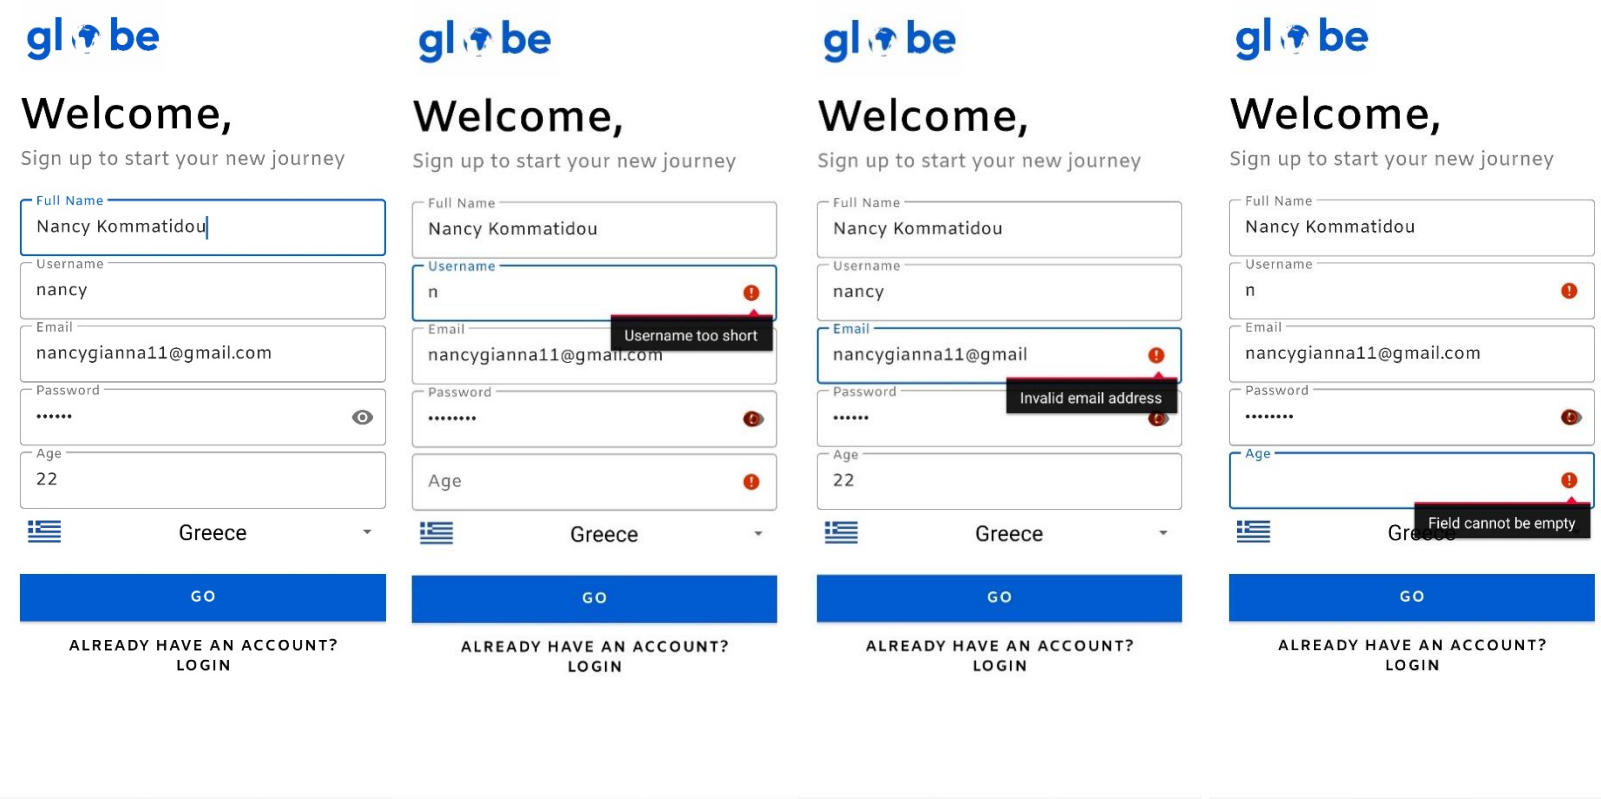 gl be
Welcome,
Sign up to start your new journey
Full Name
Nancy Kommatidou
Username
nancy
Email
nancygianna11@gmail.com
Password
••••••
Age
22
Greece
GO
ALREADY HAVE AN ACCOUNT?
LOGIN
gl be
Welcome,
Sign up to start your new journey
Full Name
Nancy Kommatidou
Username
n
Username too short
Email
nancygianna11@gmail.com
Password
••••••••
Age
Greece
GO
ALREADY HAVE AN ACCOUNT?
LOGIN
gl be
Welcome,
Sign up to start your new journey
Full Name
Nancy Kommatidou
Username
nancy
Email
nancygianna11@gmail
Invalid email address
Password
••••••
Age
22
Greece
GO
ALREADY HAVE AN ACCOUNT?
LOGIN
gl be
Welcome,
Sign up to start your new journey
Full Name
Nancy Kommatidou
Username
n
Email
nancygianna11@gmail.com
Password
••••••••
Age
Field cannot be empty
Greece
GO
ALREADY HAVE AN ACCOUNT?
LOGIN